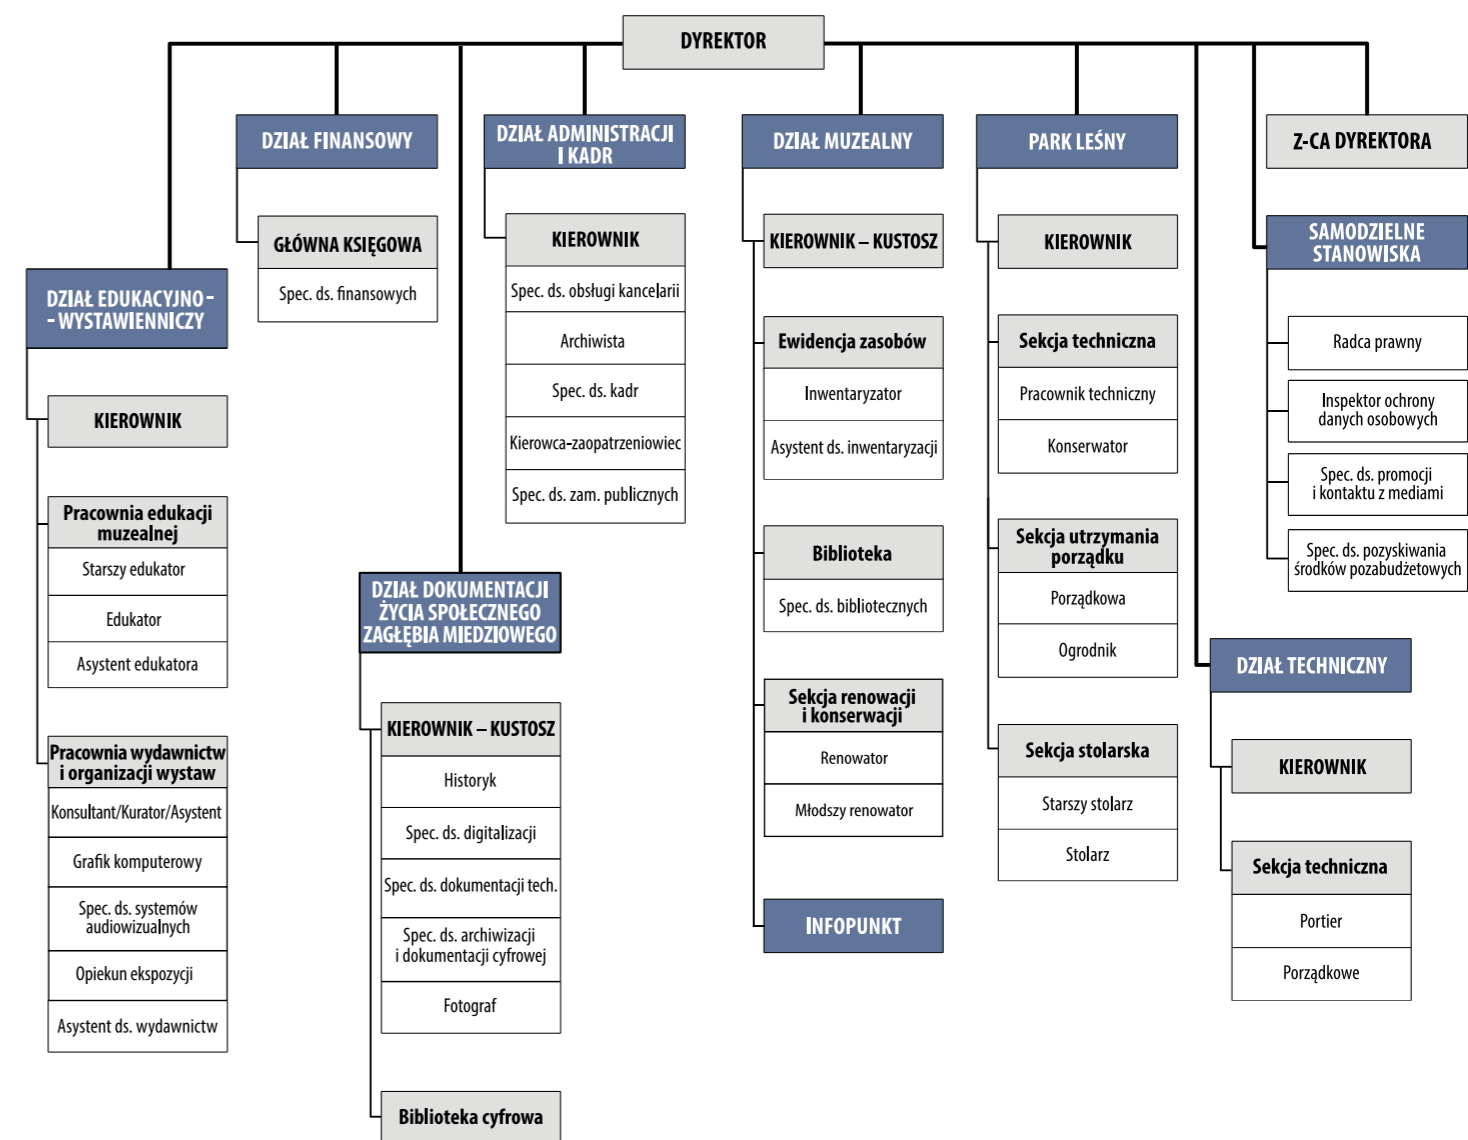 DYREKTOR
DZIAŁ EDUKACYJNO-
- WYSTAWIENNICZY
KIEROWNIK
Pracownia edukacji
muzealnej
Starszy edukator
Edukator
Asystent edukatora
Pracownia wydawnictw
i organizacji wystaw
Konsultant/Kurator/Asystent
Grafik komputerowy
Spec. ds. systemów
audiowizualnych
Opiekun ekspozycji
Asystent ds. wydawnictw
DZIAŁ FINANSOWY
GŁÓWNA KSIĘGOWA
Spec. ds. finansowych
DZIAŁ DOKUMENTACJI
ŻYCIA SPOŁECZNEGO
ZAGŁĘBIA MIEDZIOWEGO
KIEROWNIK – KUSTOSZ
Historyk
Spec. ds. digitalizacji
Spec. ds. dokumentacji tech.
Spec. ds. archiwizacji
i dokumentacji cyfrowej
Fotograf
Biblioteka cyfrowa
DZIAŁ ADMINISTRACJI
I KADR
KIEROWNIK
Spec. ds. obsługi kancelarii
Archiwista
Spec. ds. kadr
Kierowca-zaopatrzeniowiec
Spec. ds. zam. publicznych
DZIAŁ MUZEALNY
KIEROWNIK – KUSTOSZ
Ewidencja zasobów
Inwentaryzator
Asystent ds. inwentaryzacji
Biblioteka
Spec. ds. bibliotecznych
Sekcja renowacji
i konserwacji
Renowator
Młodszy renowator
INFOPUNKT
PARK LEŚNY
KIEROWNIK
Sekcja techniczna
Pracownik techniczny
Konserwator
Sekcja utrzymania
porządku
Porządkowa
Ogrodnik
Sekcja stolarska
Starszy stolarz
Stolarz
Z-CA DYREKTORA
SAMODZIELNE
STANOWISKA
Radca prawny
Inspektor ochrony
danych osobowych
Spec. ds. promocji
i kontaktu z mediami
Spec. ds. pozyskiwania
środków pozabudżetowych
DZIAŁ TECHNICZNY
KIEROWNIK
Sekcja techniczna
Portier
Porządkowe